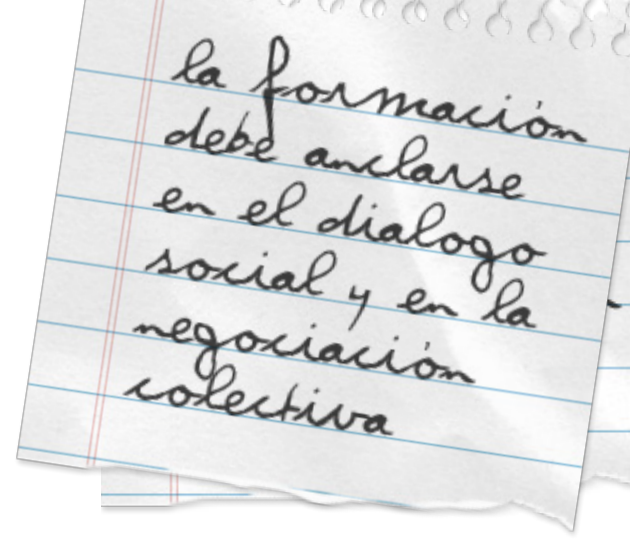 la formación
debe anclarse
en el dialogo
social y en la
negociación
colectiva